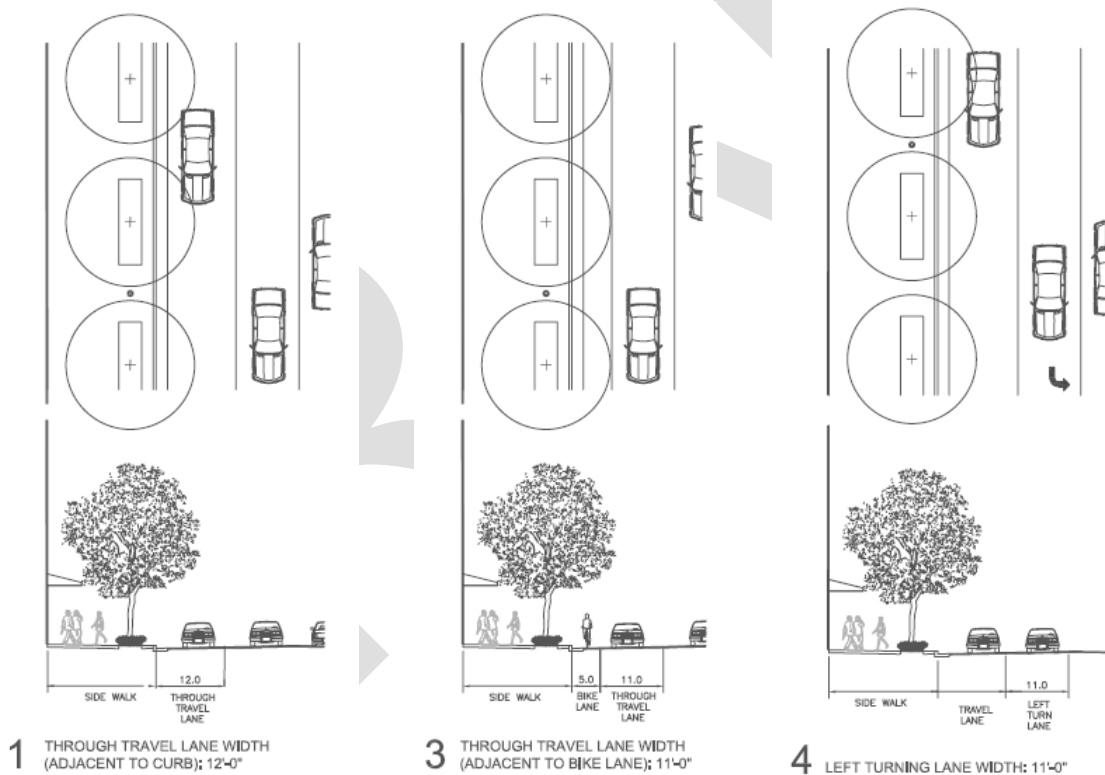 12.0
SIDE WALK
THROUGH
TRAVEL
LANE
1 THROUGH TRAVEL LANE WIDTH
(ADJACENT TO CURB): 12'-0"
5.0 11.0
SIDE WALK
BIKE
LANE
THROUGH
TRAVEL
LANE
3 THROUGH TRAVEL LANE WIDTH
(ADJACENT TO BIKE LANE): 11'-0"
11.0
SIDE WALK
TRAVEL
LANE
LEFT
TURN
LANE
4 LEFT TURNING LANE WIDTH: 11'-0"